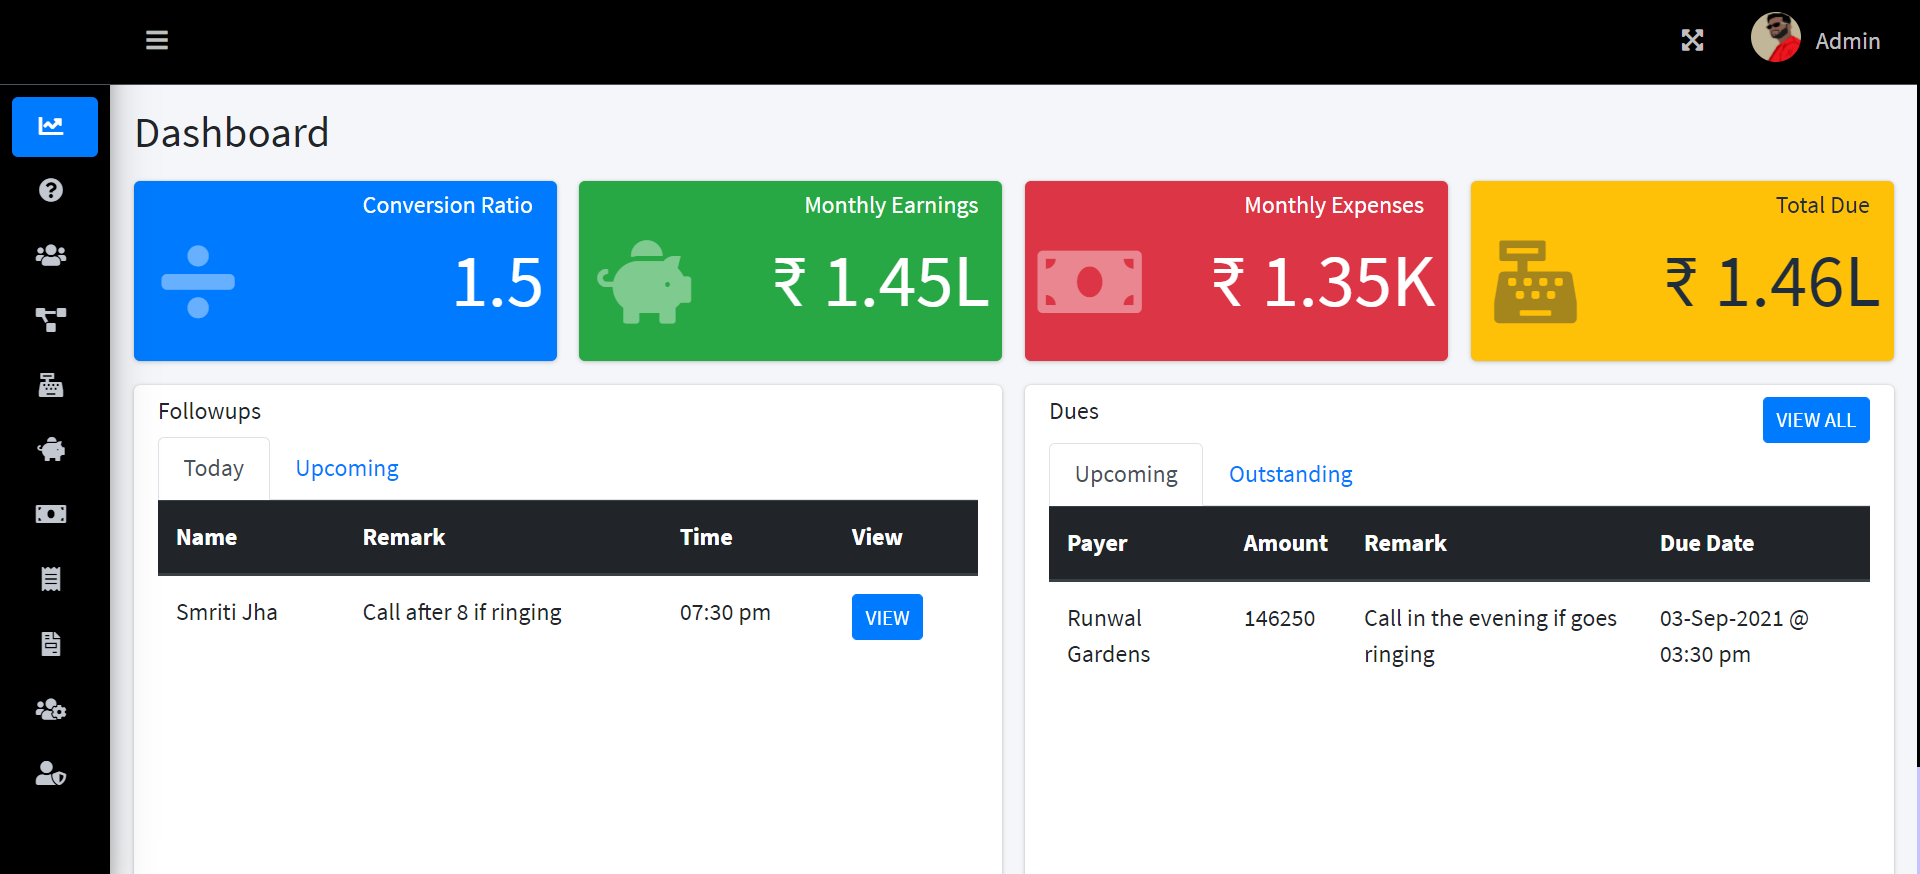 Admin
Dashboard
Conversion Ratio
1.5
Monthly Earnings
₹ 1.45L
Monthly Expenses
₹ 1.35K
Total Due
₹ 1.46L
Followups
Today Upcoming
Name Remark Time View
Smriti Jha Call after 8 if ringing 07:30 pm VIEW
Dues
VIEW ALL
Upcoming Outstanding
Payer Amount Remark Due Date
Runwal 146250 Call in the evening if goes 03-Sep-2021 @
Gardens ringing 03:30 pm